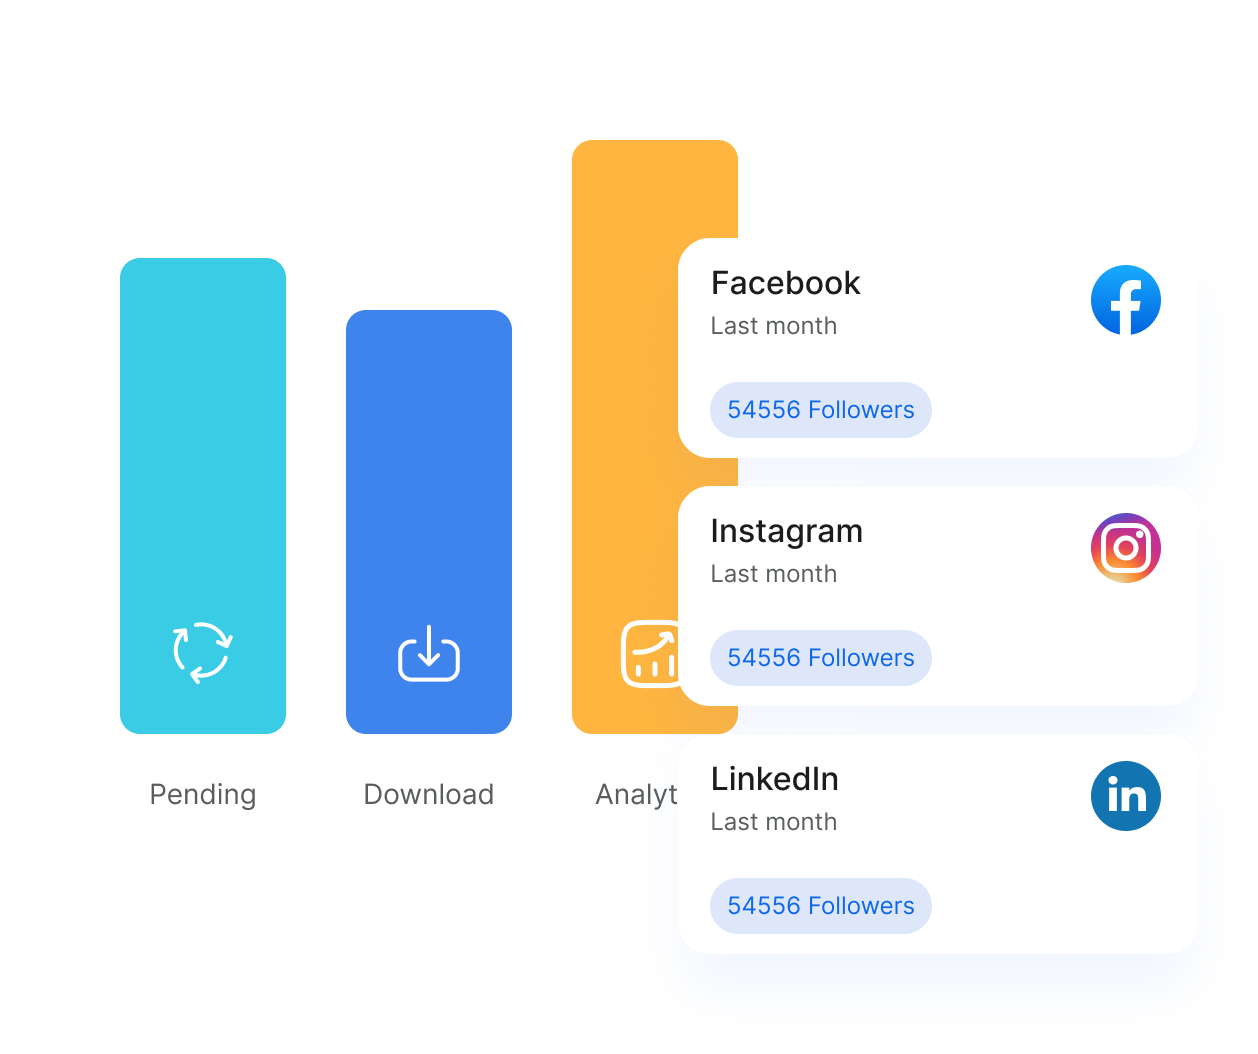 Facebook
Last month
54556 Followers
Instagram
Last month
54556 Followers
Pending
Download
Analyt
LinkedIn
Last month
54556 Followers